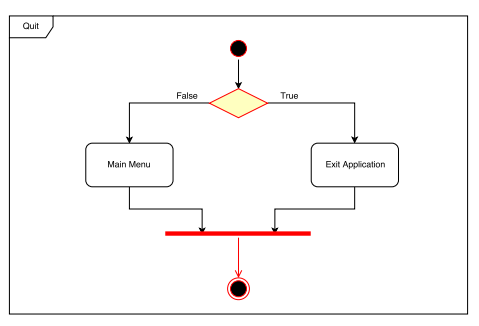 Quit
False
True
Main Menu
Exit Application